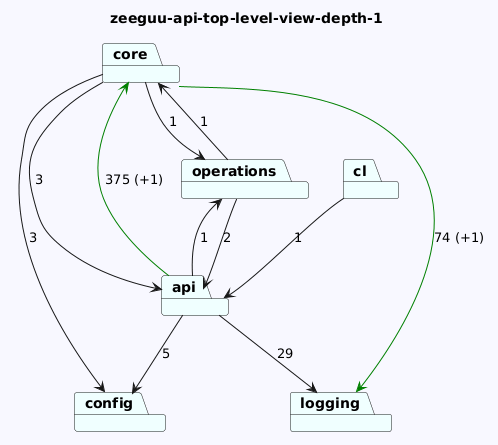 zeeguu-api-top-level-view-depth-1
core
1
1
operations
cl
3
375 (+1)
3
1
2
1
74 (+1)
api
5
29
config
logging